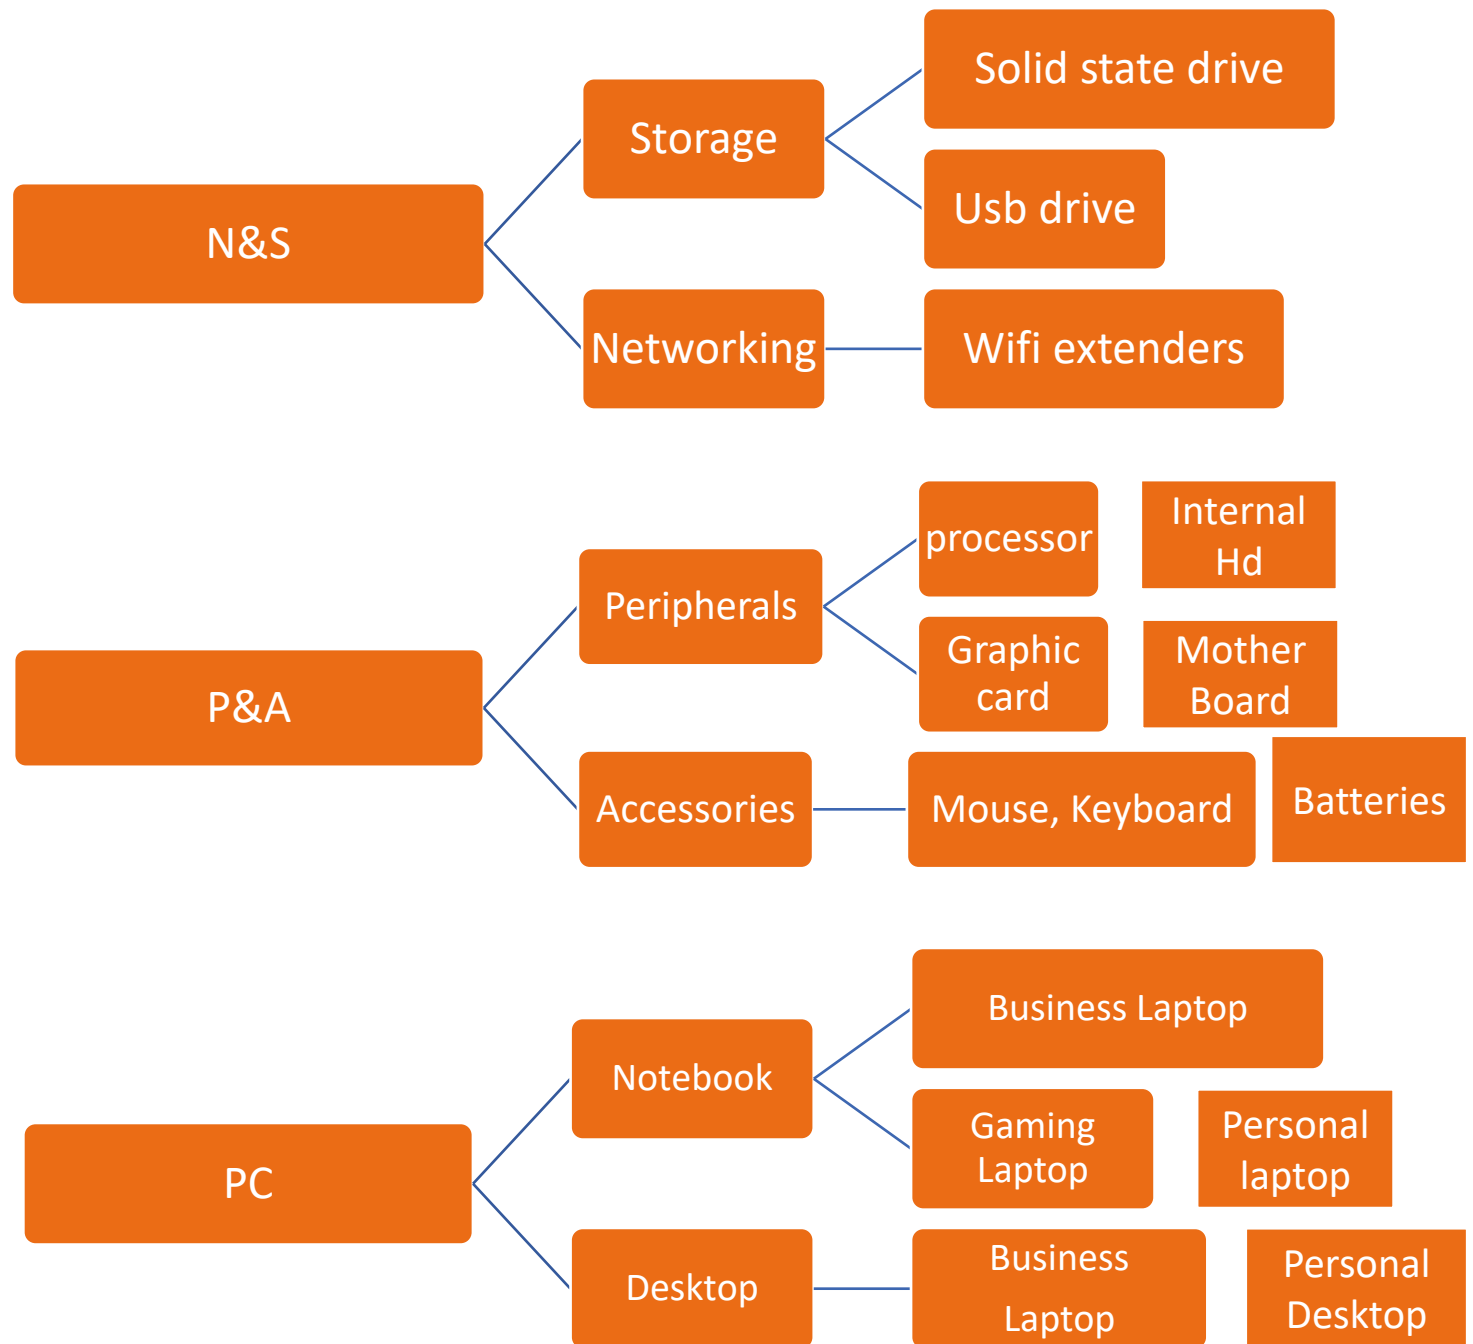 Solid state drive
Storage
Usb drive
N&S
Networking
Wifi extenders
processor
Internal
Hd
Peripherals
Graphic
card
Mother
Board
P&A
Accessories
Mouse, Keyboard
Batteries
Business Laptop
Notebook
Gaming
Laptop
Personal
laptop
PC
Desktop
Business
Laptop
Personal
Desktop